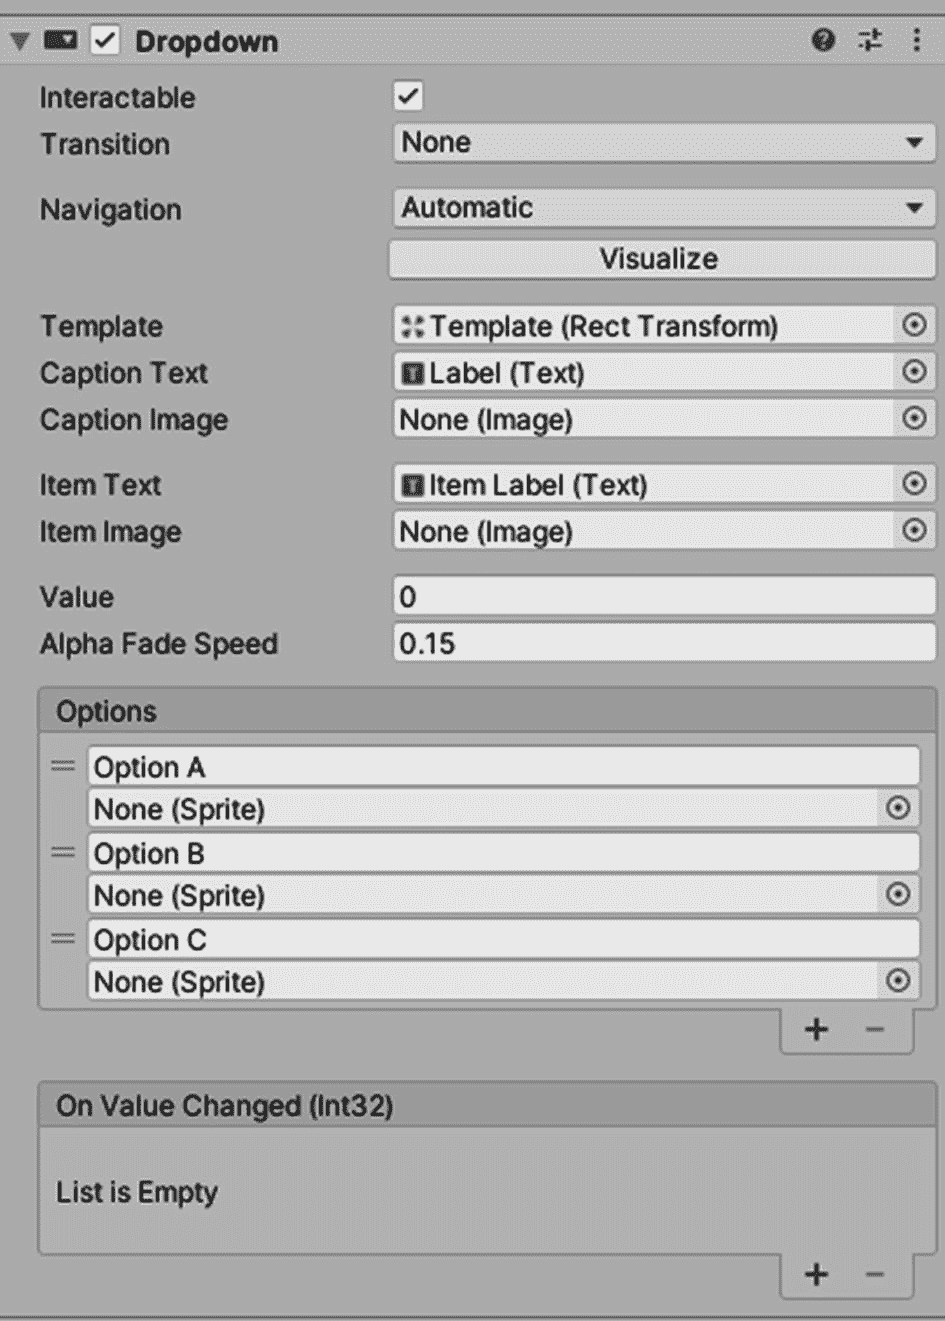 Dropdown
Interactable
Transition None
Navigation Automatic
Visualize
Template Template (Rect Transform)
Caption Text Label (Text)
Caption Image None (Image)
Item Text Item Label (Text)
Item Image None (Image)
Value 0
Alpha Fade Speed 0.15
Options
Option A
None (Sprite)
Option B
None (Sprite)
Option C
None (Sprite)
+ −
On Value Changed (Int32)
List is Empty
+ −